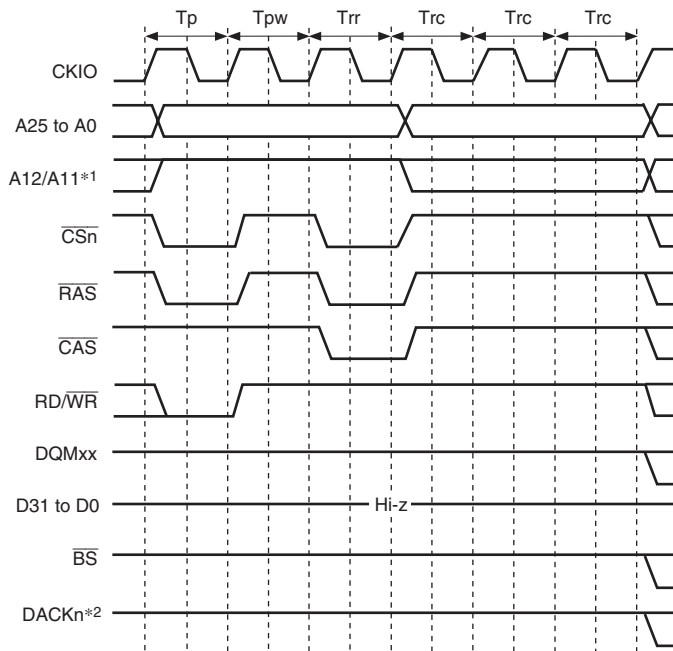 Tp Tpw Trr Trc Trc Trc
CKIO
A25 to A0
A12/A11*1
CSn
RAS
CAS
RD/WR
DQMxx
D31 to D0 Hi-z
BS
DACKn*2